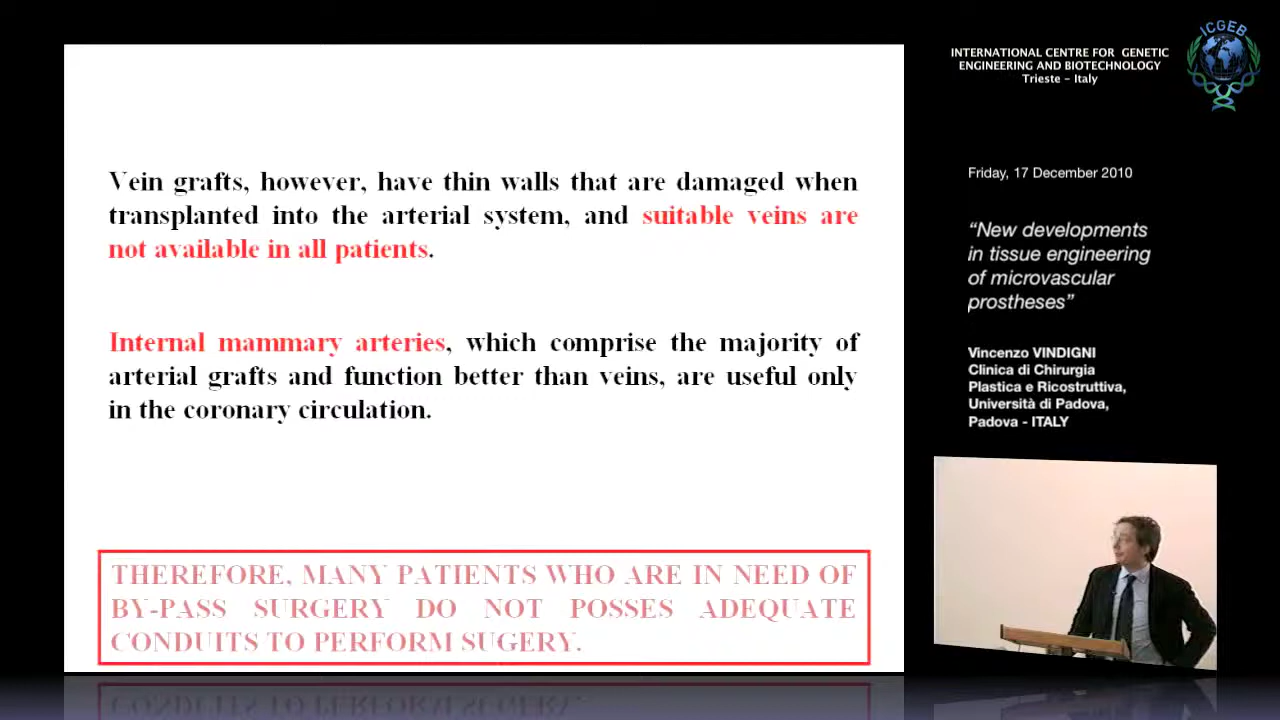 Vein grafts, however, have thin walls that are damaged when
transplanted into the arterial system, and suitable veins are
not available in all patients.
Internal mammary arteries, which comprise the majority of
arterial grafts and function better than veins, are useful only
in the coronary circulation.
THEREFORE, MANY PATIENTS WHO ARE IN NEED OF
BY-PASS SURGERY DO NOT POSSES ADEQUATE
CONDUITS TO PERFORM SUGERY.
INTERNATIONAL CENTRE FOR GENETIC
ENGINEERING AND BIOTECHNOLOGY
Trieste - Italy
ICGEB
Friday, 17 December 2010
“New developments
in tissue engineering
of microvascular
prostheses”
Vincenzo VINDIGNI
Clinica di Chirurgia
Plastica e Ricostruttiva,
Università di Padova,
Padova - ITALY